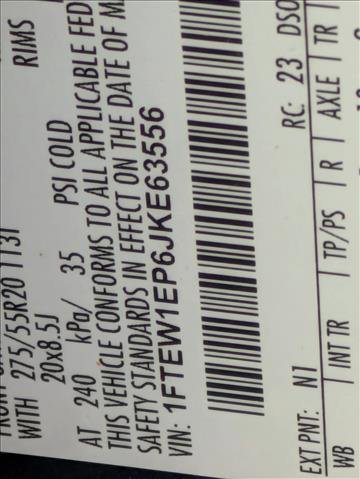 RIMS
WITH 275/55R20 113T
20x8.5J
AT 240 kPa/ 35 PSI COLD
THIS VEHICLE CONFORMS TO ALL APPLICABLE FED
SAFETY STANDARDS IN EFFECT ON THE DATE OF M
VIN: 1FTEW1EP6JKE63556
EXT PNT: N1 RC: 23 DSO
WB INT TR TP/PS R AXLE TR